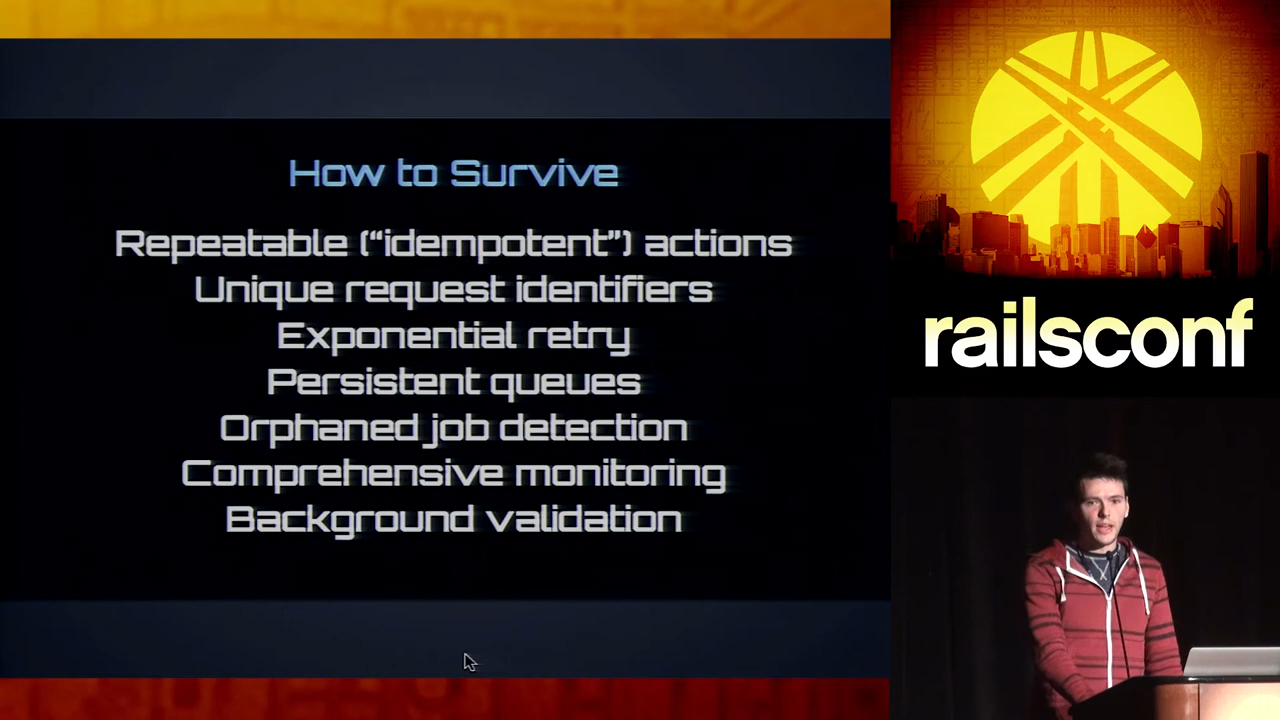 How to Survive
Repeatable (“idempotent”) actions
Unique request identifiers
Exponential retry
Persistent queues
Orphaned job detection
Comprehensive monitoring
Background validation
railsconf